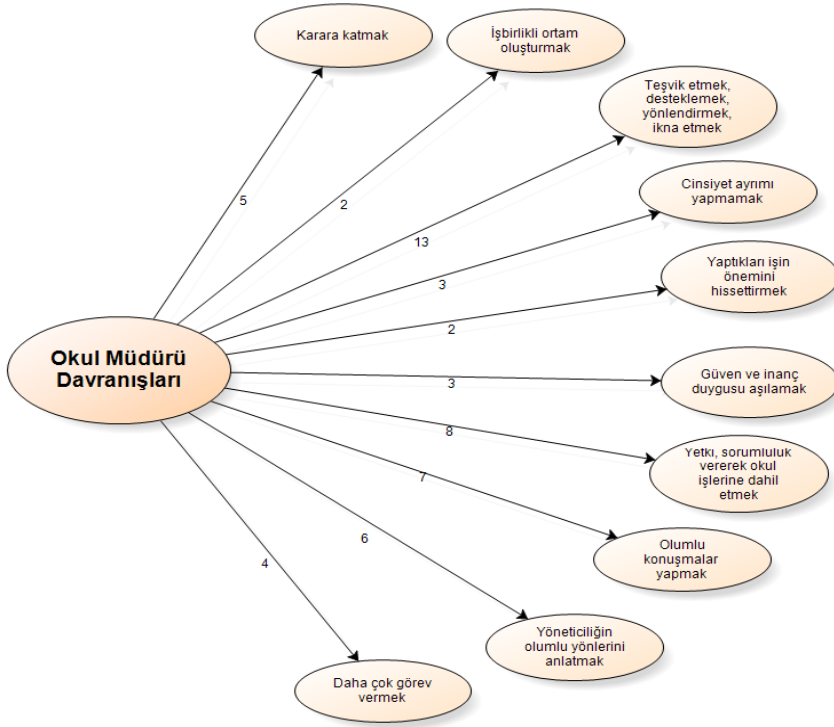 Karara katmak
İşbirlikli ortam
oluşturmak
Teşvik etmek,
desteklemek,
yönlendirmek,
ikna etmek
Cinsiyet ayrımı
yapmamak
Yaptıkları işin
önemini
hissettirmek
Güven ve inanç
duygusu aşılamak
Yetki, sorumluluk
vererek okul
işlerine dahil
etmek
Olumlu
konuşmalar
yapmak
Yöneticiliğin
olumlu yönlerini
anlatmak
Daha çok görev
vermek
Okul Müdürü
Davranışları
5
2
13
3
2
3
8
7
6
4